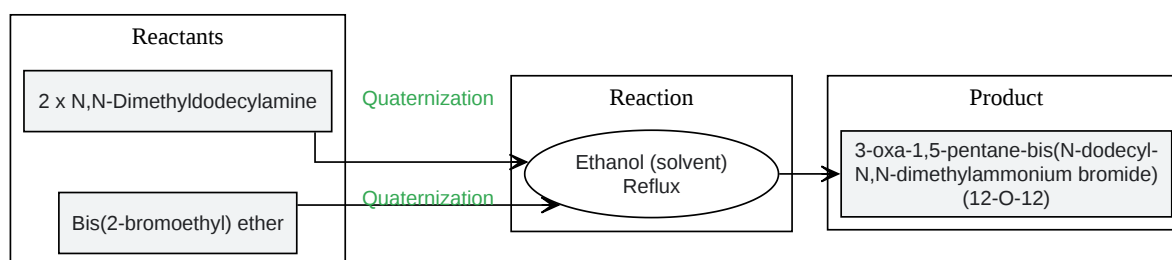 Reactants
2 x N,N-Dimethyldodecylamine
Bis(2-bromoethyl) ether
Quaternization
Quaternization
Reaction
Ethanol (solvent)
Reflux
Product
3-oxa-1,5-pentane-bis(N-dodecyl-
N,N-dimethylammonium bromide)
(12-O-12)